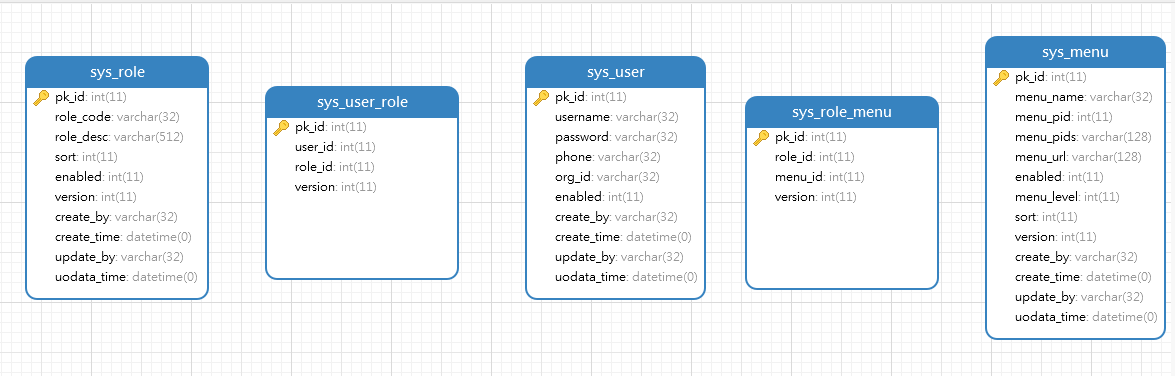 sys_role
pk_id: int(11)
role_code: varchar(32)
role_desc: varchar(512)
sort: int(11)
enabled: int(11)
version: int(11)
create_by: varchar(32)
create_time: datetime(0)
update_by: varchar(32)
uodata_time: datetime(0)
sys_user_role
pk_id: int(11)
user_id: int(11)
role_id: int(11)
version: int(11)
sys_user
pk_id: int(11)
username: varchar(32)
password: varchar(32)
phone: varchar(32)
org_id: varchar(32)
enabled: int(11)
create_by: varchar(32)
create_time: datetime(0)
update_by: varchar(32)
uodata_time: datetime(0)
sys_role_menu
pk_id: int(11)
role_id: int(11)
menu_id: int(11)
version: int(11)
sys_menu
pk_id: int(11)
menu_name: varchar(32)
menu_pid: int(11)
menu_pids: varchar(128)
menu_url: varchar(128)
enabled: int(11)
menu_level: int(11)
sort: int(11)
version: int(11)
create_by: varchar(32)
create_time: datetime(0)
update_by: varchar(32)
uodata_time: datetime(0)